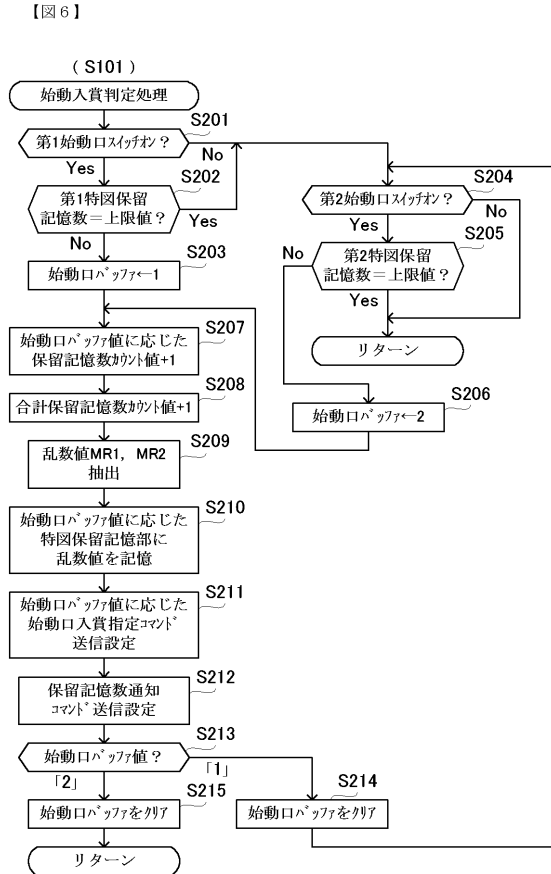 【図６】
(S101)
始動入賞判定処理
S201
第1始動口スイッチオン？
Yes
No
S202
第1特図保留
記憶数＝上限値？
Yes
No
S203
始動口バッファ←1
S204
第2始動口スイッチオン？
Yes
No
S205
第2特図保留
記憶数＝上限値？
No
Yes
リターン
S206
始動口バッファ←2
S207
始動口バッファ値に応じた
保留記憶数カウント値+1
S208
合計保留記憶数カウント値+1
S209
乱数値MR1，MR2
抽出
S210
始動口バッファ値に応じた
特図保留記憶部に
乱数値を記憶
S211
始動口バッファ値に応じた
始動口入賞指定コマンド
送信設定
S212
保留記憶数通知
コマンド送信設定
S213
始動口バッファ値？
「2」
「1」
S215
始動口バッファをクリア
S214
始動口バッファをクリア
リターン